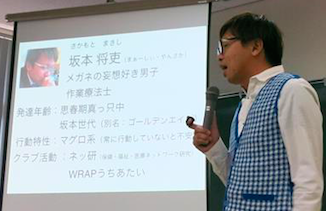 さかもと まさし
坂本 将吏
メガネの妄想好き男子
作業療法士
発達年齢：思春期真っ只中
坂本世代（別名：ゴールデンエイ
行動特性：マグロ系（常に行動していないと不安
クラブ活動：ネッ研
WRAPうちあたい